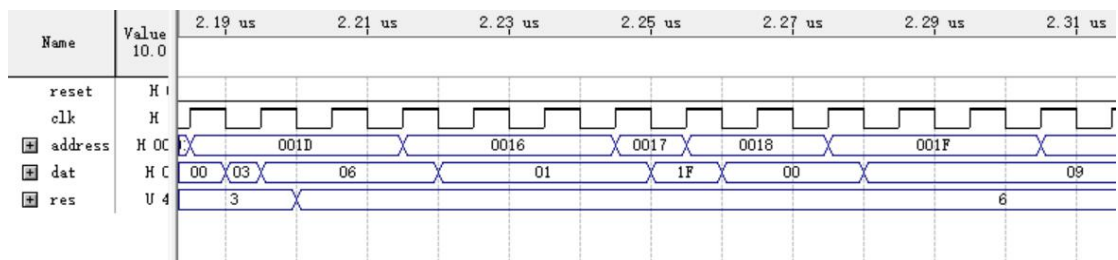 Name Value 10.0 2.19 us 2.21 us 2.23 us 2.25 us 2.27 us 2.29 us 2.31 us
reset H
clk H
address H 0C 001D 0016 0017 0018 001F
dat H C 00 03 06 01 1F 00 09
res U 4 3 6